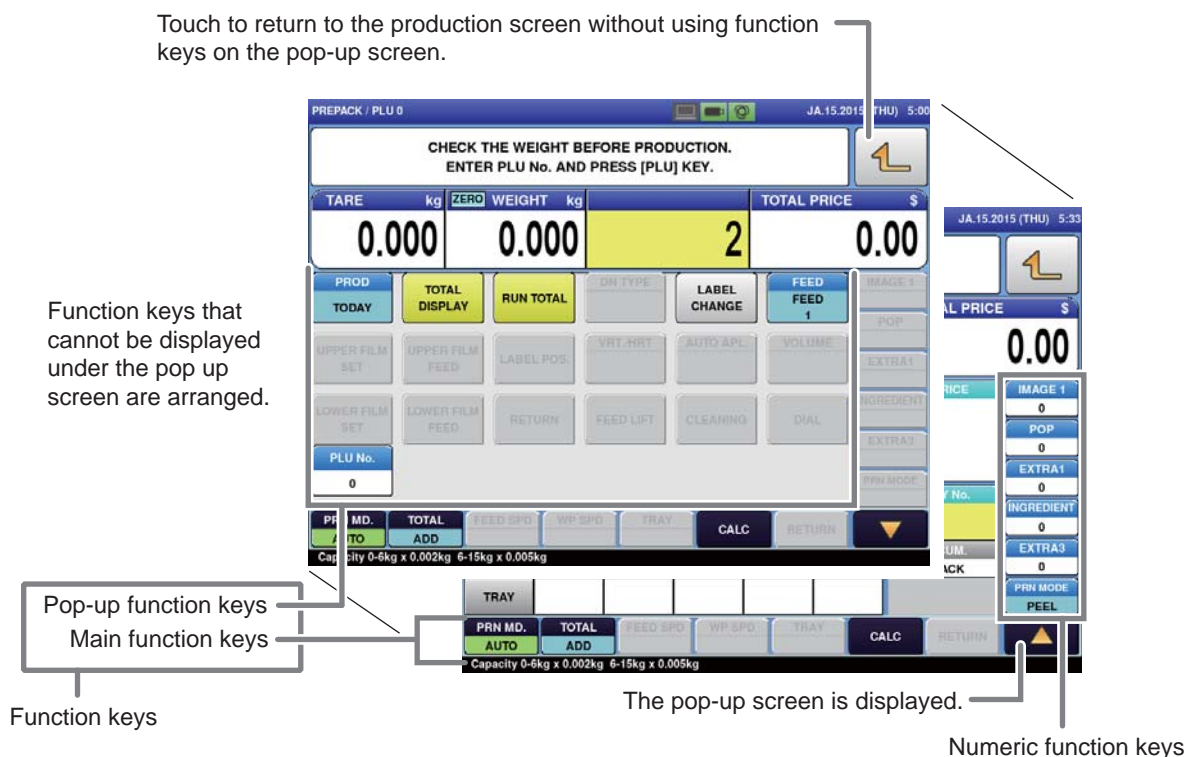 Touch to return to the production screen without using function
keys on the pop-up screen.
PREPACK / PLU 0
JA.15.2015 (THU) 5:00
CHECK THE WEIGHT BEFORE PRODUCTION.
ENTER PLU No. AND PRESS [PLU] KEY.
TARE kg ZERO WEIGHT kg TOTAL PRICE $
0.000 0.000 2 0.00
PROD TODAY
TOTAL DISPLAY
RUN TOTAL
DN TYPE
LABEL CHANGE
FEED FEED 1
IMAGE 1
POP
UPPER FILM SET
UPPER FILM FEED
LABEL POS.
VRT./HRT
AUTO APL.
VOLUME
EXTRA1
INGREDIENT
LOWER FILM SET
LOWER FILM FEED
RETURN
FEED LIFT
CLEANING
DIAL
EXTRA3
PLU No.
0
PRN MODE
PRN MD. AUTO
TOTAL ADD
FEED SPD
WP SPD
TRAY
CALC
RETURN
Capacity 0-6kg x 0.002kg 6-15kg x 0.005kg
Function keys that
cannot be displayed
under the pop up
screen are arranged.
JA.15.2015 (THU) 5:33
AL PRICE $
0.00
RICE
IMAGE 1
0
POP
0
EXTRA1
0
Y No.
INGREDIENT
0
UM.
ACK
EXTRA3
0
PRN MODE
PEEL
TRAY
PRN MD. AUTO
TOTAL ADD
FEED SPD
WP SPD
TRAY
CALC
RETURN
Capacity 0-6kg x 0.002kg 6-15kg x 0.005kg
Pop-up function keys
Main function keys
Function keys
The pop-up screen is displayed.
Numeric function keys